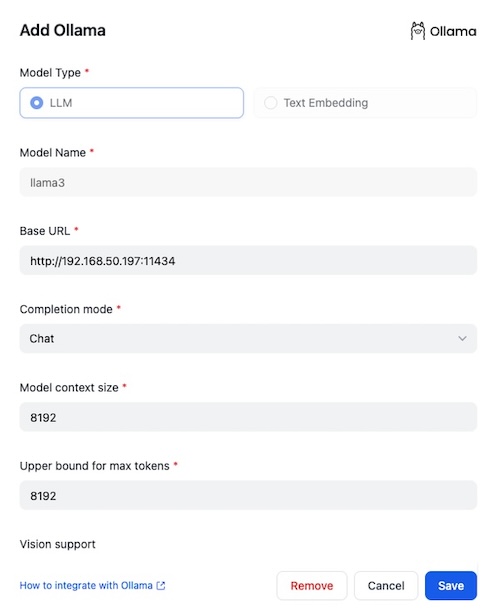 Add Ollama
Ollama
Model Type *
LLM
Text Embedding
Model Name *
llama3
Base URL *
http://192.168.50.197:11434
Completion mode *
Chat
Model context size *
8192
Upper bound for max tokens *
8192
Vision support
How to integrate with Ollama
Remove
Cancel
Save